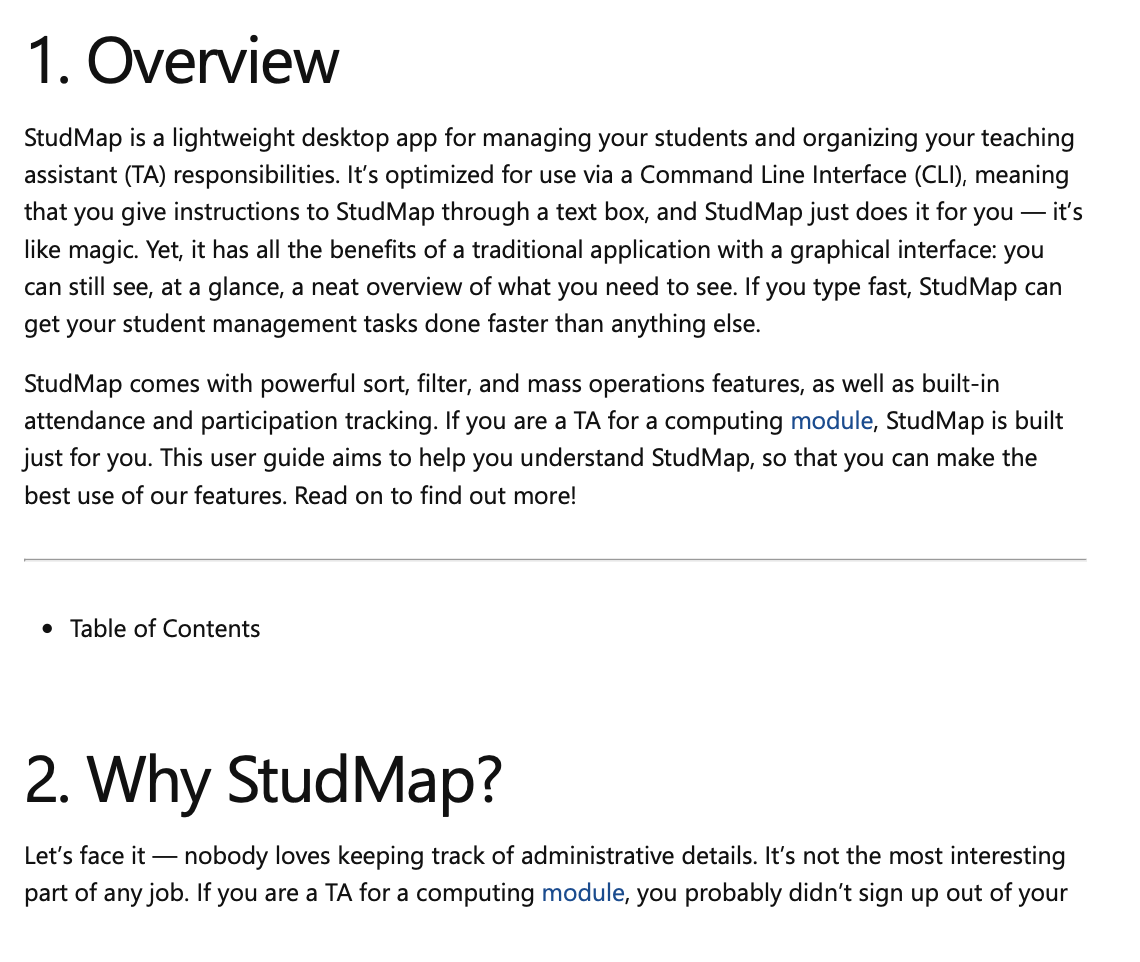 1. Overview
StudMap is a lightweight desktop app for managing your students and organizing your teaching
assistant (TA) responsibilities. It’s optimized for use via a Command Line Interface (CLI), meaning
that you give instructions to StudMap through a text box, and StudMap just does it for you — it’s
like magic. Yet, it has all the benefits of a traditional application with a graphical interface: you
can still see, at a glance, a neat overview of what you need to see. If you type fast, StudMap can
get your student management tasks done faster than anything else.
StudMap comes with powerful sort, filter, and mass operations features, as well as built-in
attendance and participation tracking. If you are a TA for a computing module, StudMap is built
just for you. This user guide aims to help you understand StudMap, so that you can make the
best use of our features. Read on to find out more!
• Table of Contents
2. Why StudMap?
Let’s face it — nobody loves keeping track of administrative details. It’s not the most interesting
part of any job. If you are a TA for a computing module, you probably didn’t sign up out of your